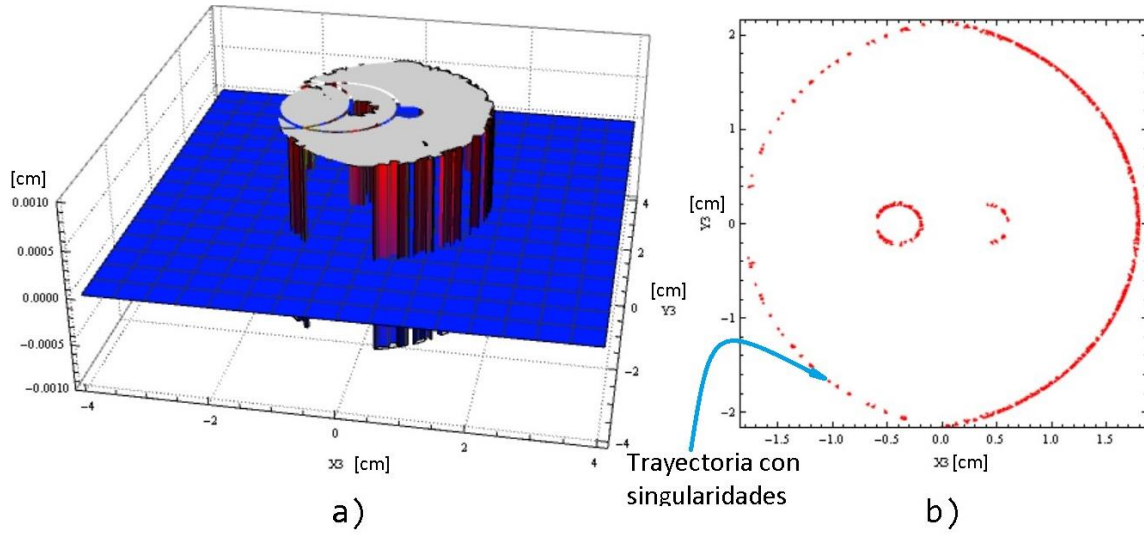 [cm]
0.0010
0.0005
0.0000
−0.0005
−0.0010
−4
−2
0
2
4
X3 [cm]
4
2
0
−2
−4
[cm]
Y3
a)
2
1
0
−1
−2
[cm]
Y3
−1.5
−1.0
−0.5
0.0
0.5
1.0
1.5
X3 [cm]
Trayectoria con
singularidades
b)